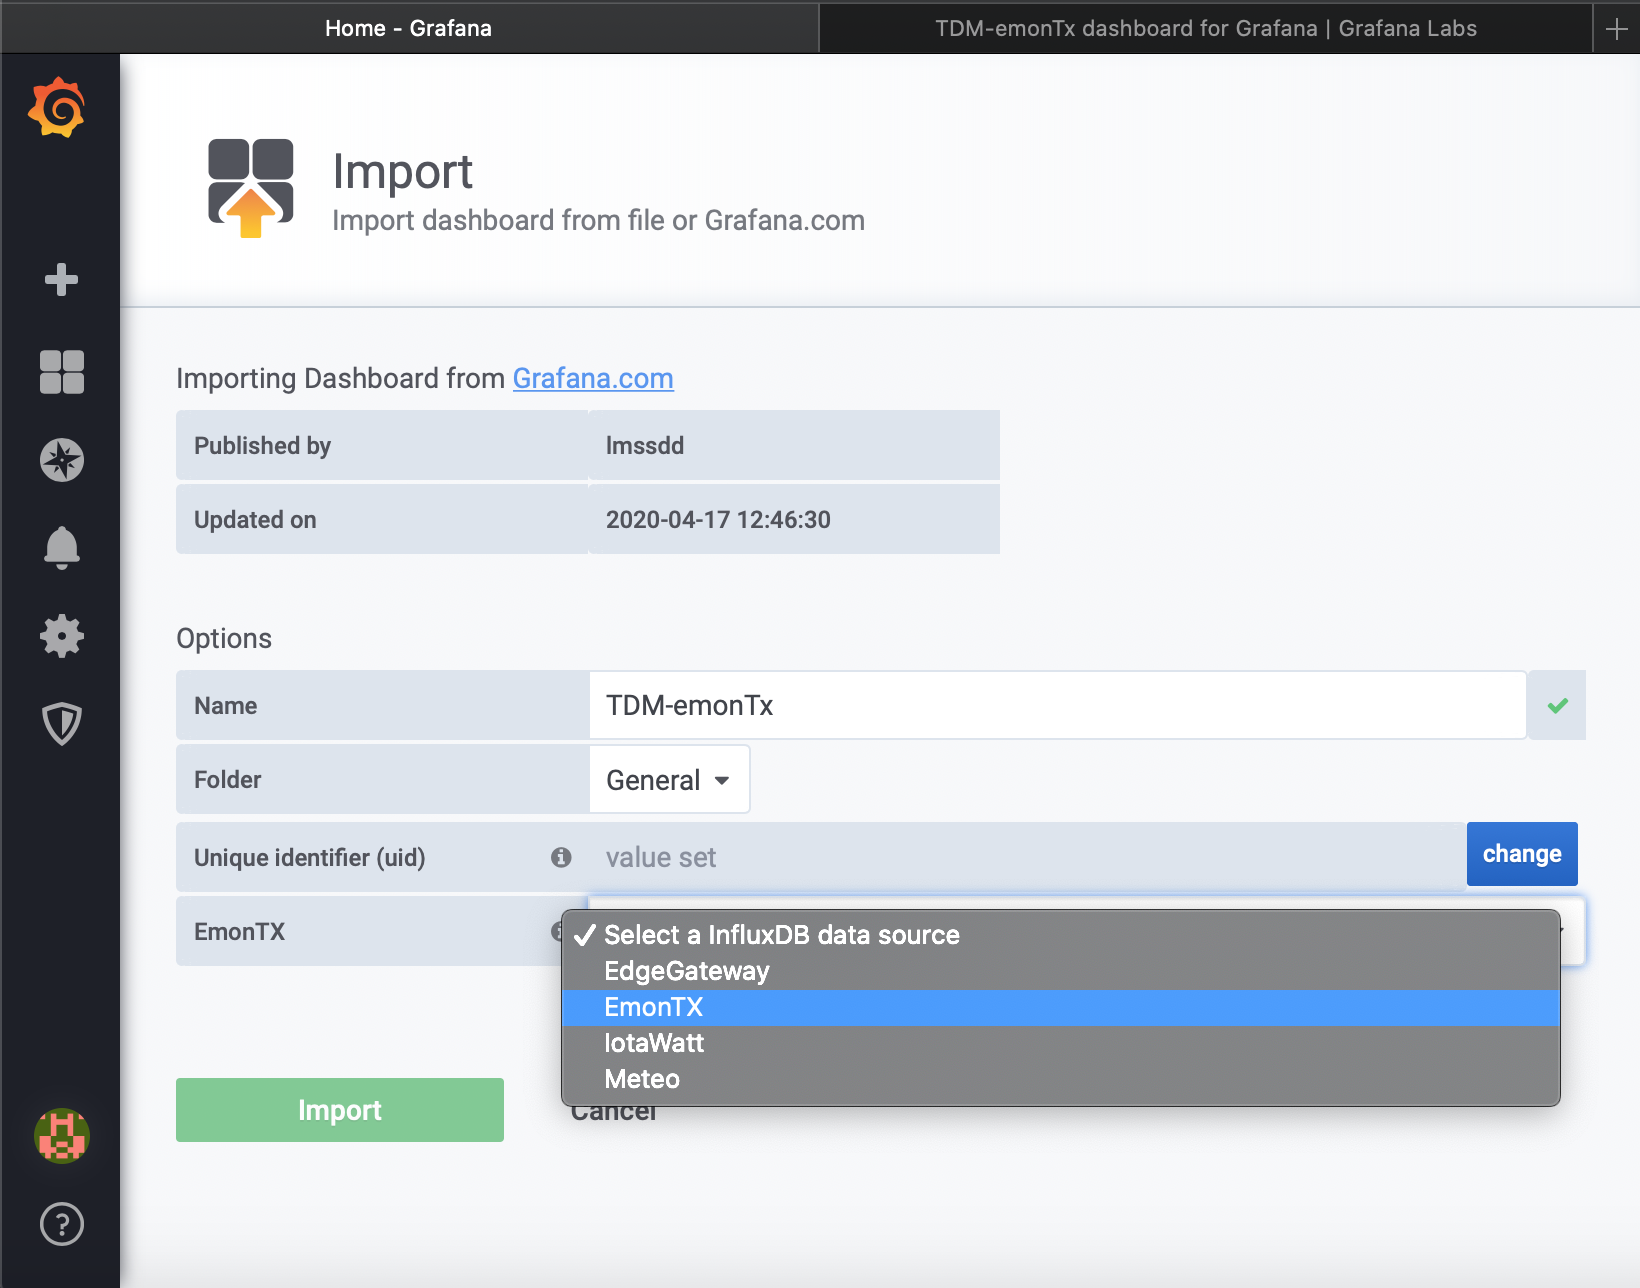 Home - Grafana
TDM-emonTx dashboard for Grafana | Grafana Labs
Import
Import dashboard from file or Grafana.com
Importing Dashboard from Grafana.com
Published by lmssdd
Updated on 2020-04-17 12:46:30
Options
Name TDM-emonTx
Folder General
Unique identifier (uid) value set change
EmonTX
✓ Select a InfluxDB data source
EdgeGateway
EmonTX
IotaWatt
Meteo
Import Cancel